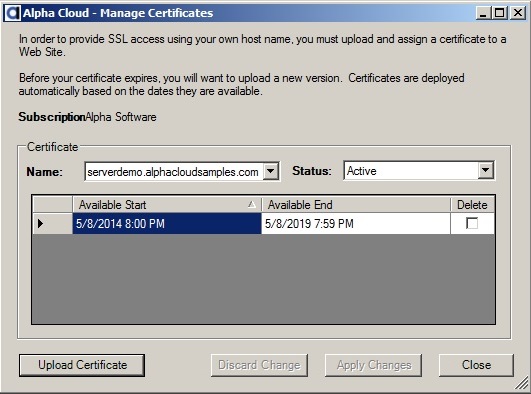 Alpha Cloud - Manage Certificates
In order to provide SSL access using your own host name, you must upload and assign a certificate to a
Web Site.
Before your certificate expires, you will want to upload a new version.  Certificates are deployed
automatically based on the dates they are available.
Subscription Alpha Software
Certificate
Name: serverdemo.alphacloudsamples.com Status: Active
Available Start Available End Delete
5/8/2014 8:00 PM 5/8/2019 7:59 PM
Upload Certificate Discard Change Apply Changes Close